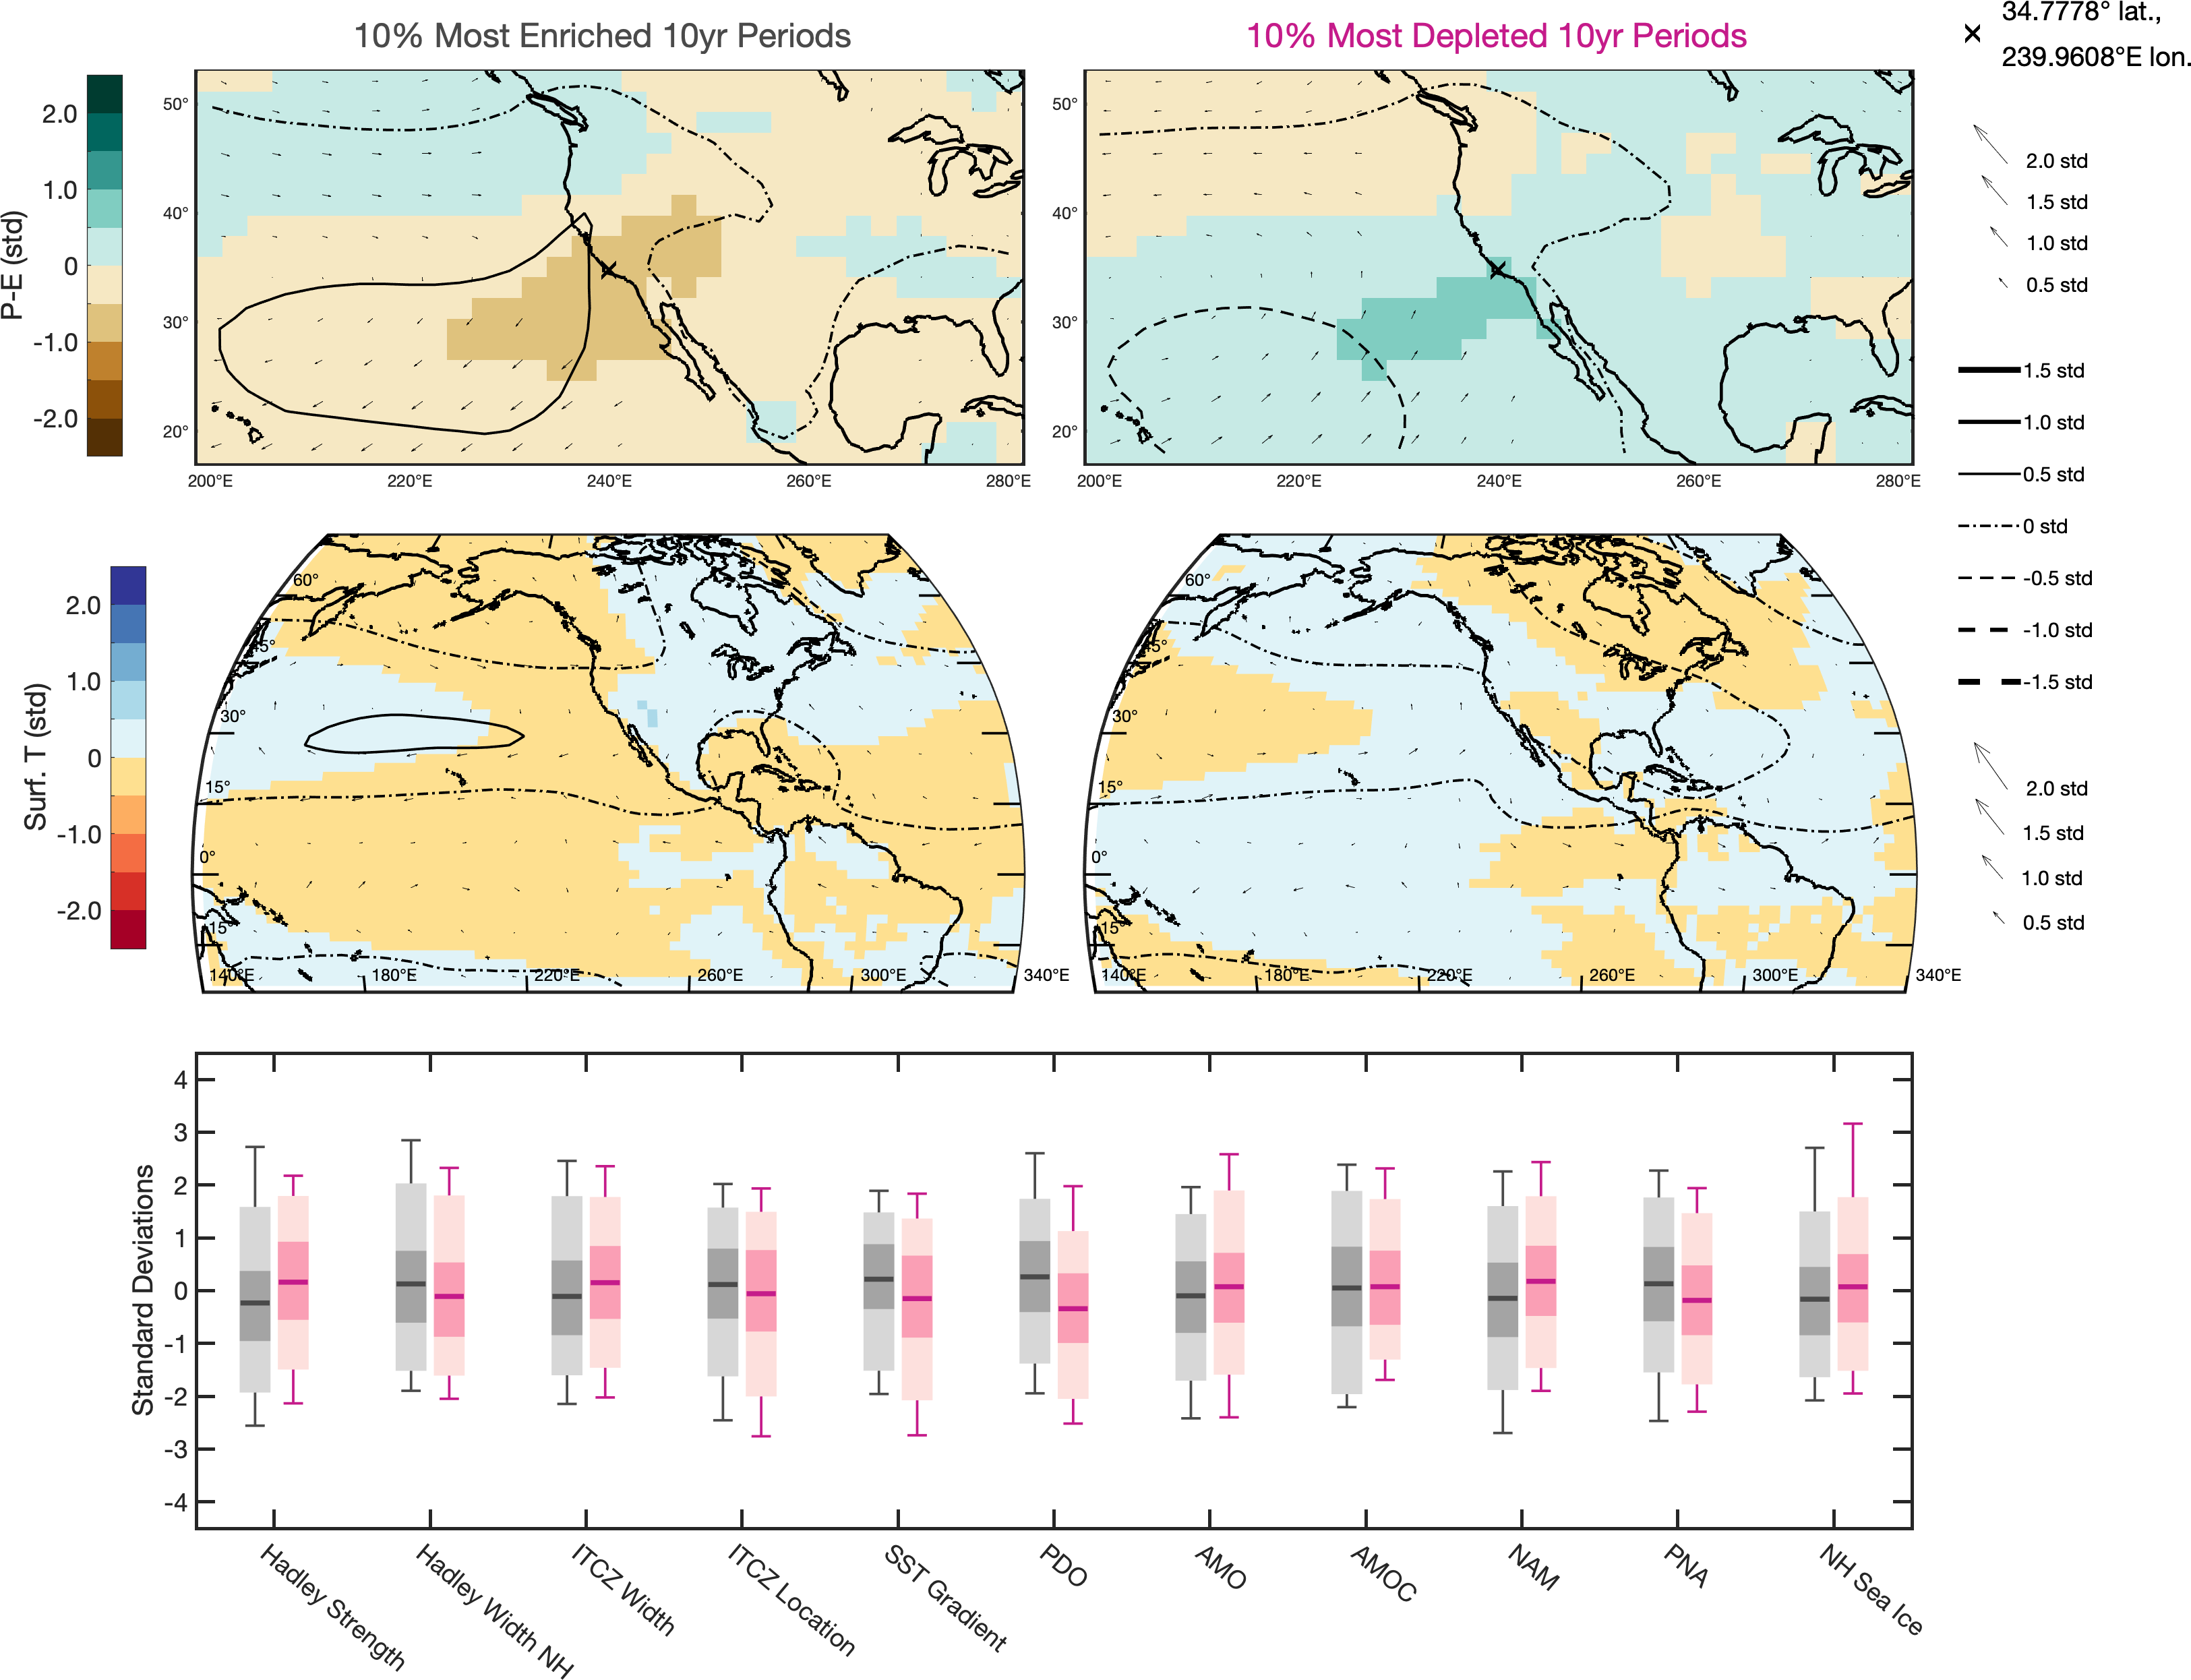 10% Most Enriched 10yr Periods
10% Most Depleted 10yr Periods
34.7778° lat.,
239.9608°E lon.
P-E (std)
2.0
1.0
0
-1.0
-2.0
50°
40°
30°
20°
200°E
220°E
240°E
260°E
280°E
50°
40°
30°
20°
200°E
220°E
240°E
260°E
280°E
2.0 std
1.5 std
1.0 std
0.5 std
1.5 std
1.0 std
0.5 std
0 std
-0.5 std
-1.0 std
-1.5 std
Surf. T (std)
2.0
1.0
0
-1.0
-2.0
60°
45°
30°
15°
0°
15°
140°E
180°E
220°E
260°E
300°E
340°E
60°
45°
30°
15°
0°
15°
140°E
180°E
220°E
260°E
300°E
340°E
2.0 std
1.5 std
1.0 std
0.5 std
Standard Deviations
4
3
2
1
0
-1
-2
-3
-4
Hadley Strength
Hadley Width NH
ITCZ Width
ITCZ Location
SST Gradient
PDO
AMO
AMOC
NAM
PNA
NH Sea Ice